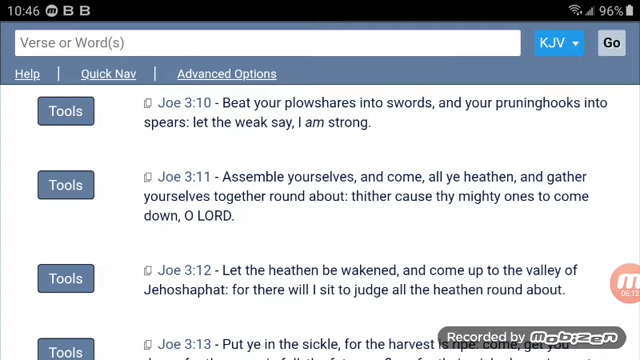 10:46 M B B 96%
Verse or Word(s) KJV Go
Help | Quick Nav | Advanced Options
Tools Joe 3:10 - Beat your plowshares into swords, and your pruninghooks into
spears: let the weak say, I am strong.
Tools Joe 3:11 - Assemble yourselves, and come, all ye heathen, and gather
yourselves together round about: thither cause thy mighty ones to come
down, O LORD.
Tools Joe 3:12 - Let the heathen be wakened, and come up to the valley of
Jehoshaphat: for there will I sit to judge all the heathen round about.
06:12
Tools Joe 3:13 - Put ye in the sickle, for the harvest is ripe: come, get you
Recorded by Mobizen